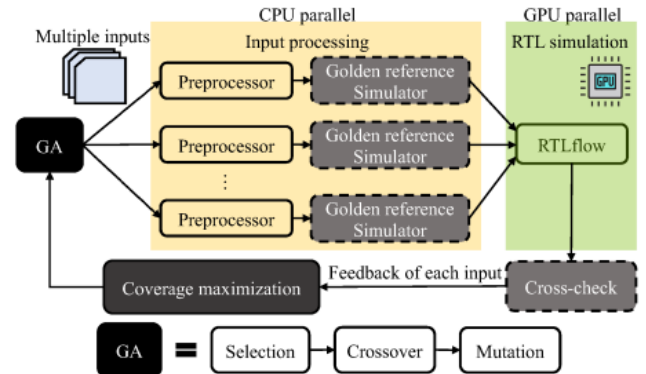 CPU parallel
GPU parallel
Multiple inputs
Input processing
RTL simulation
GPU
Preprocessor
Golden reference
Simulator
GA
Preprocessor
Golden reference
Simulator
RTLflow
⋮
Preprocessor
Golden reference
Simulator
Feedback of each input
Coverage maximization
Cross-check
GA
=
Selection
Crossover
Mutation